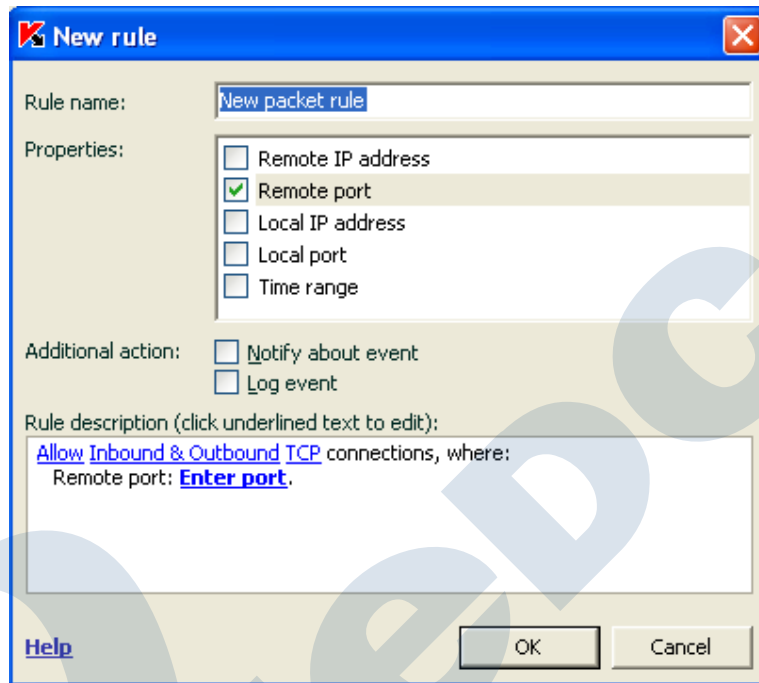 New rule
Rule name: New packet rule
Properties:
Remote IP address
Remote port
Local IP address
Local port
Time range
Additional action: Notify about event
Log event
Rule description (click underlined text to edit):
Allow Inbound & Outbound TCP connections, where:
Remote port: Enter port.
Help OK Cancel